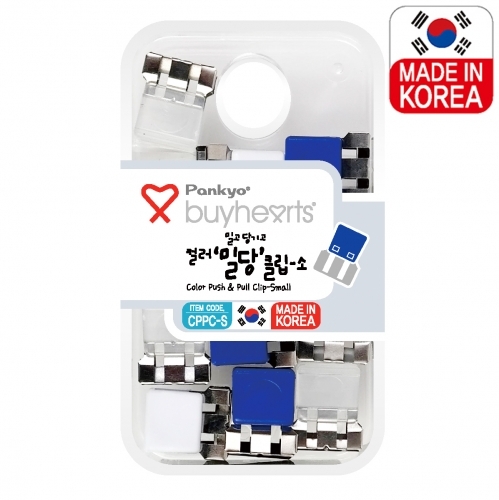 MADE IN
KOREA
Pankyo®
buyhearts®
밀고 당기고
컬러 '밀당' 클립-소
Color Push & Pull Clip-Small
ITEM CODE.
CPPC-S
MADE IN
KOREA